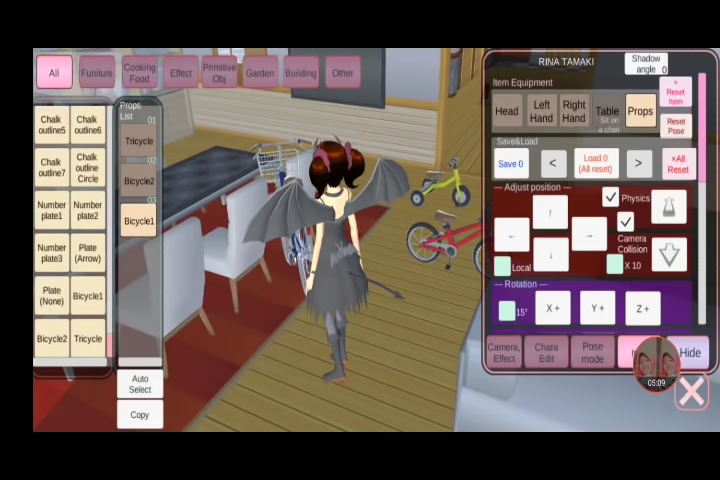 All
Funiture
Cooking
Food
Effect
Primitive
Obj
Garden
Building
Other
Chalk
outline5
Chalk
outline6
Chalk
outline7
Chalk
outline
Circle
Number
plate1
Number
plate2
Number
plate3
Plate
(Arrow)
Plate
(None)
Bicycle1
Bicycle2
Tricycle
Props
List
01
Tricycle
02
Bicycle2
03
Bicycle1
Auto
Select
Copy
RINA TAMAKI
Shadow
angle 0
Item Equipment
×
Reset
Item
Head
Left
Hand
Right
Hand
Table
Sit on
a chair
Props
Reset
Pose
Save&Load
Save 0
<
Load 0
(All reset)
>
×All
Reset
--- Adjust position ---
Physics
↑
←
→
↓
Camera
Collision
Local
X 10
--- Rotation ---
15°
X +
Y +
Z +
Camera,
Effect
Chara
Edit
Pose
mode
Hide
05:09